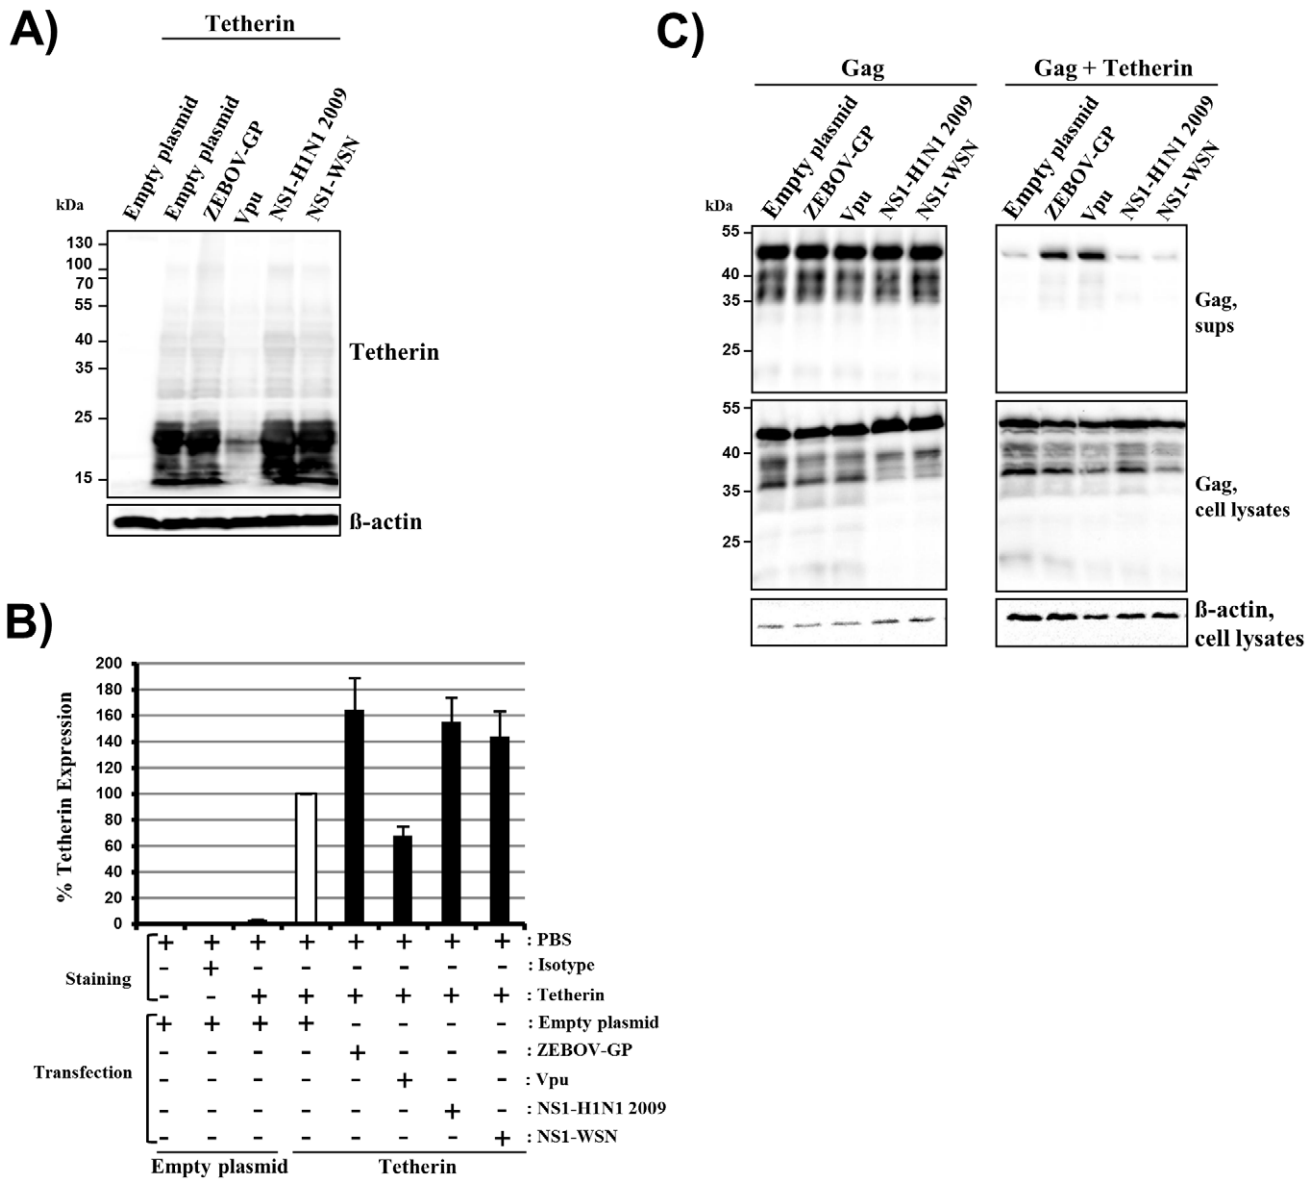 A)
Tetherin
Empty plasmid
Empty plasmid
ZEBOV-GP
Vpu
NS1-H1N1 2009
NS1-WSN
kDa
130
100
70
55
40
35
25
15
Tetherin
ß-actin
B)
% Tetherin Expression
200
180
160
140
120
100
80
60
40
20
0
+ + + + + + + + : PBS
- + - - - - - - : Isotype
- - + + + + + + : Tetherin
Staining
+ + + + - - - - : Empty plasmid
- - - - + - - - : ZEBOV-GP
- - - - - + - - : Vpu
- - - - - - + - : NS1-H1N1 2009
- - - - - - - + : NS1-WSN
Transfection
Empty plasmid
Tetherin
C)
Gag
Gag + Tetherin
Empty plasmid
ZEBOV-GP
Vpu
NS1-H1N1 2009
NS1-WSN
Empty plasmid
ZEBOV-GP
Vpu
NS1-H1N1 2009
NS1-WSN
kDa
55
40
35
25
Gag,
sups
55
40
35
25
Gag,
cell lysates
ß-actin,
cell lysates